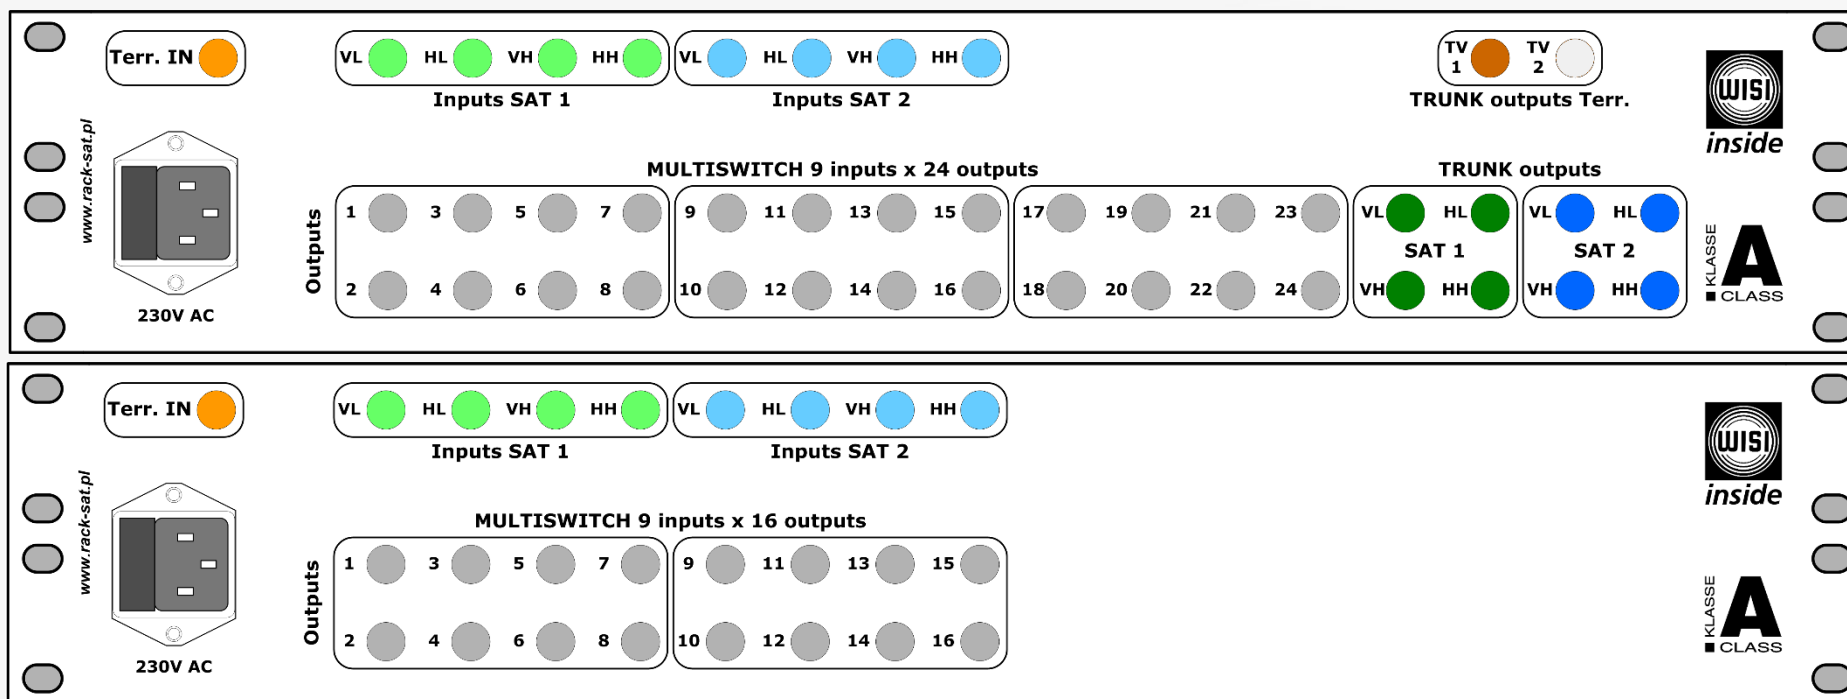 Terr. IN
VL HL VH HH
Inputs SAT 1
VL HL VH HH
Inputs SAT 2
TV 1 TV 2
TRUNK outputs Terr.
WISI
inside
www.rack-sat.pl
230V AC
MULTISWITCH 9 inputs x 24 outputs
Outputs
1 3 5 7 9 11 13 15 17 19 21 23
2 4 6 8 10 12 14 16 18 20 22 24
TRUNK outputs
VL HL VL HL
SAT 1 SAT 2
VH HH VH HH
KLASSE
A
CLASS
Terr. IN
VL HL VH HH
Inputs SAT 1
VL HL VH HH
Inputs SAT 2
WISI
inside
www.rack-sat.pl
230V AC
MULTISWITCH 9 inputs x 16 outputs
Outputs
1 3 5 7 9 11 13 15
2 4 6 8 10 12 14 16
KLASSE
A
CLASS